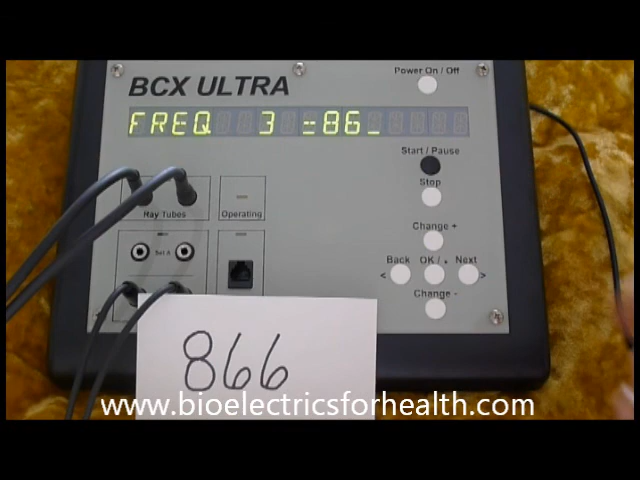 Power On / Off
BCX ULTRA
FREQ 3 =86_
Start / Pause
Stop
Ray Tubes
Operating
Change +
Set A
Back OK / . Next
< >
Change -
866
www.bioelectricsforhealth.com